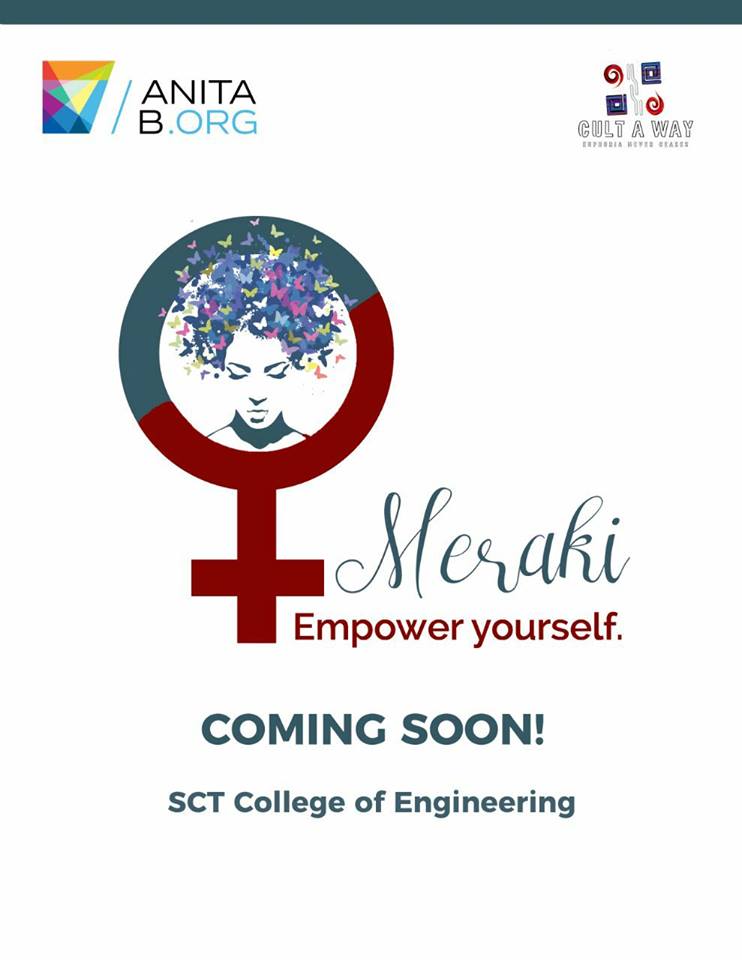 ANITA
B.ORG
CULT A WAY
EUPHORIA NEVER CEASES
Meraki
Empower yourself.
COMING SOON!
SCT College of Engineering